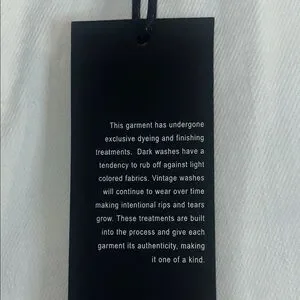 This garment has undergone
exclusive dyeing and finishing
treatments. Dark washes have a
tendency to rub off against light
colored fabrics. Vintage washes
will continue to wear over time
making intentional rips and tears
grow. These treatments are built
into the process and give each
garment its authenticity, making
it one of a kind.